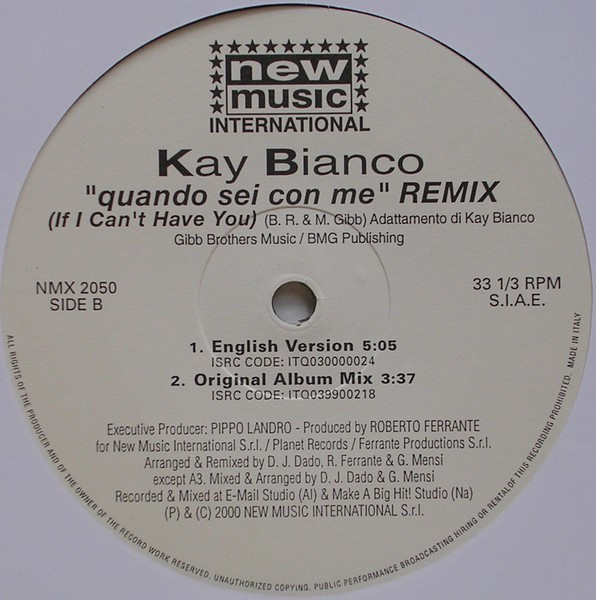 new
music
INTERNATIONAL
Kay Bianco
"quando sei con me" REMIX
(If I Can't Have You) (B. R. & M. Gibb) Adattamento di Kay Bianco
Gibb Brothers Music / BMG Publishing
NMX 2050
SIDE B
33 1/3 RPM
S.I.A.E.
1. English Version 5:05
ISRC CODE: ITQ030000024
2. Original Album Mix 3:37
ISRC CODE: ITQ039900218
Executive Producer: PIPPO LANDRO - Produced by ROBERTO FERRANTE
for New Music International S.r.l. / Planet Records / Ferrante Productions S.r.l.
Arranged & Remixed by D. J. Dado, R. Ferrante & G. Mensi
except A3. Mixed & Arranged by D. J. Dado & G. Mensi
Recorded & Mixed at E-Mail Studio (Al) & Make A Big Hit! Studio (Na)
(P) & (C) 2000 NEW MUSIC INTERNATIONAL S.r.l.
ALL RIGHTS OF THE PRODUCER AND OF THE OWNER OF THE RECORD WORK RESERVED. UNAUTHORIZED COPYING. PUBLIC PERFORMANCE BROADCASTING HIRING OR RENTALOF THIS RECORDING PROHIBITED. MADE IN ITALY